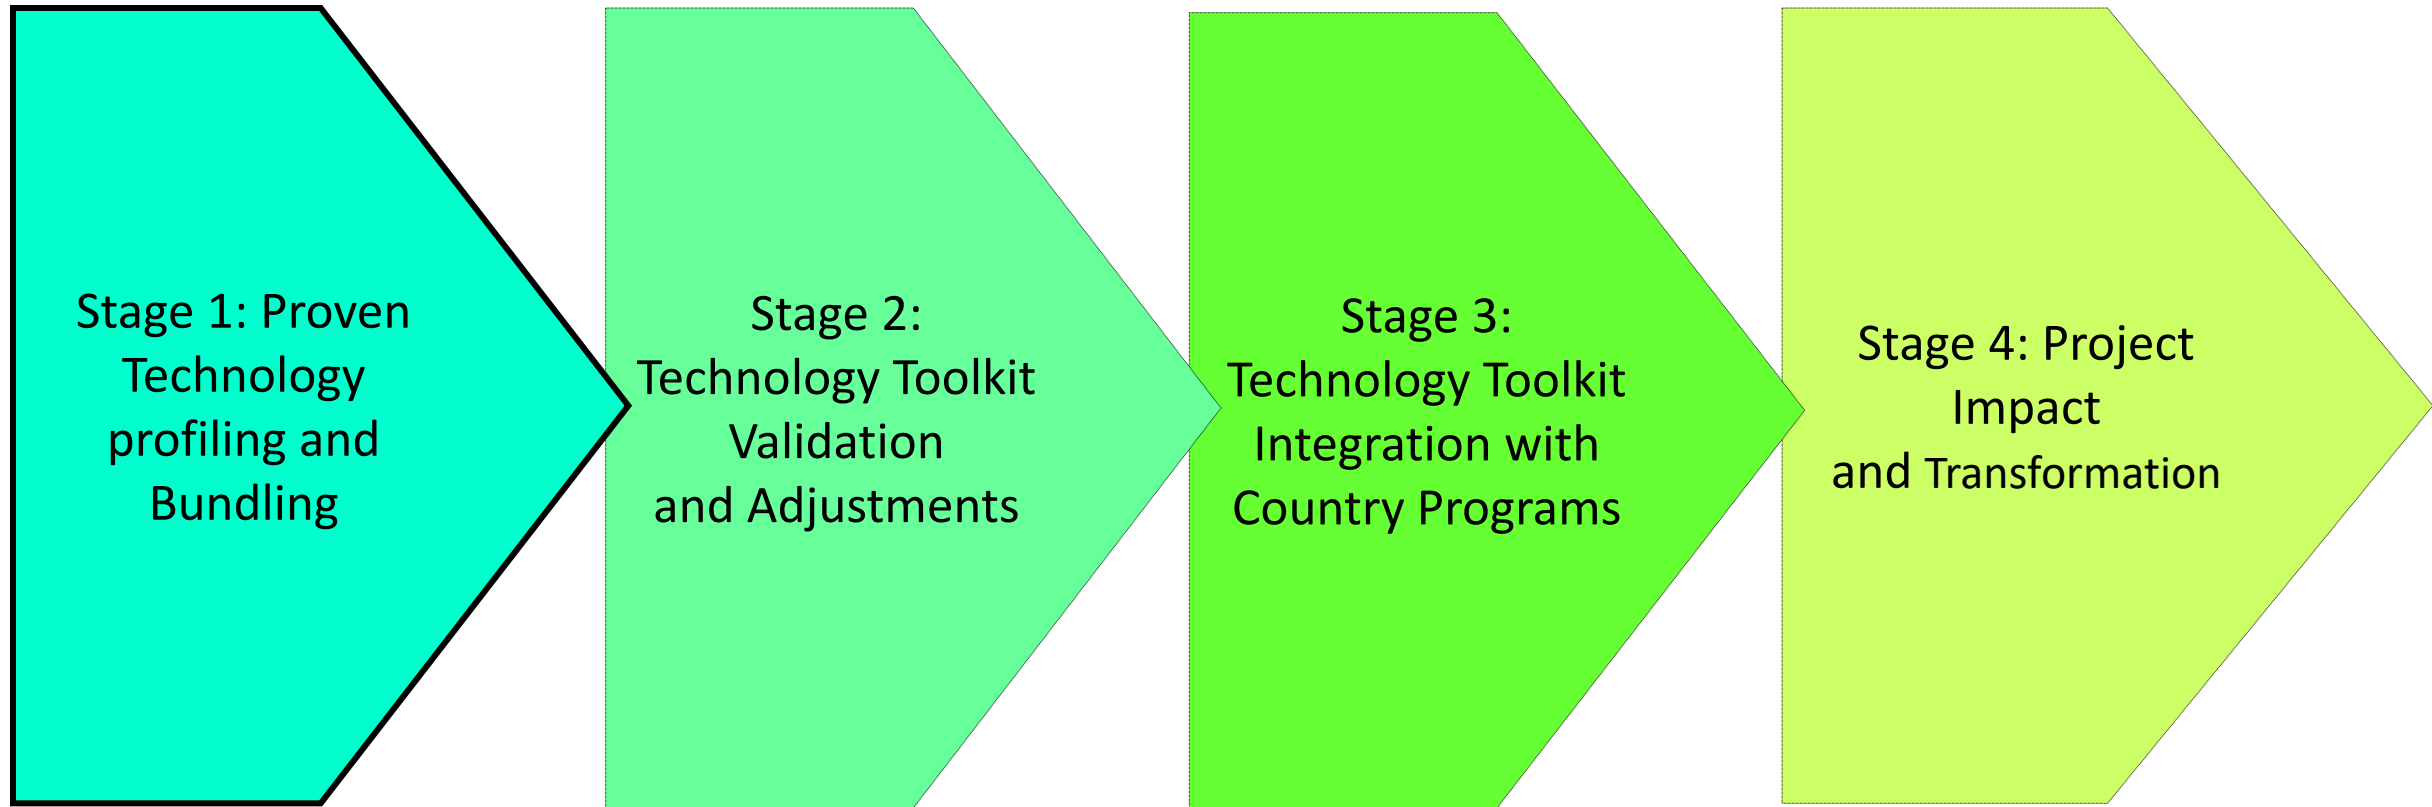 Stage 1: Proven
Technology
profiling and
Bundling
Stage 2:
Technology Toolkit
Validation
and Adjustments
Stage 3:
Technology Toolkit
Integration with
Country Programs
Stage 4: Project
Impact
and Transformation